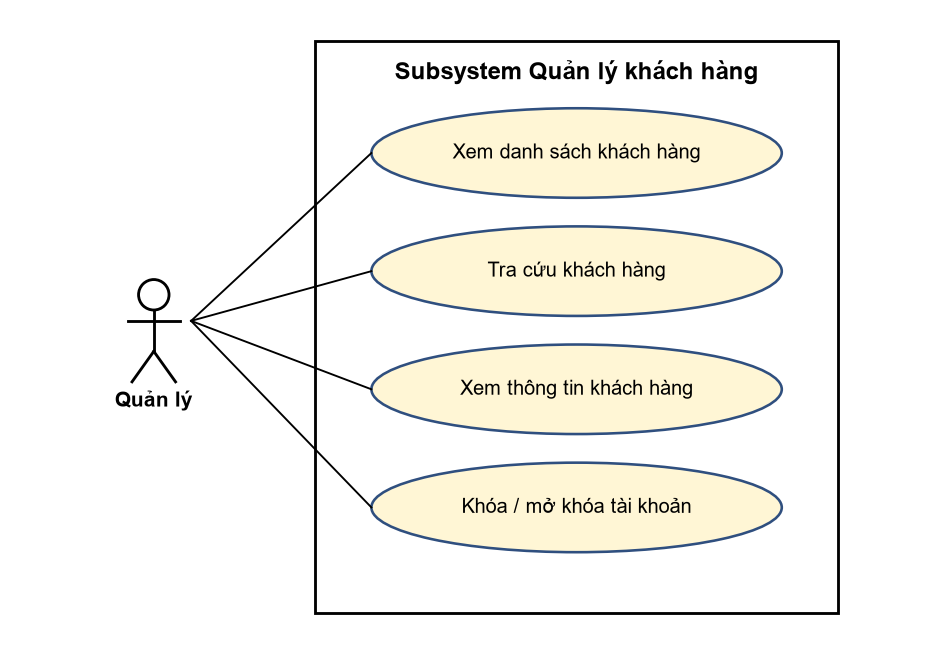 Subsystem Quản lý khách hàng
Xem danh sách khách hàng
Tra cứu khách hàng
Xem thông tin khách hàng
Quản lý
Khóa / mở khóa tài khoản